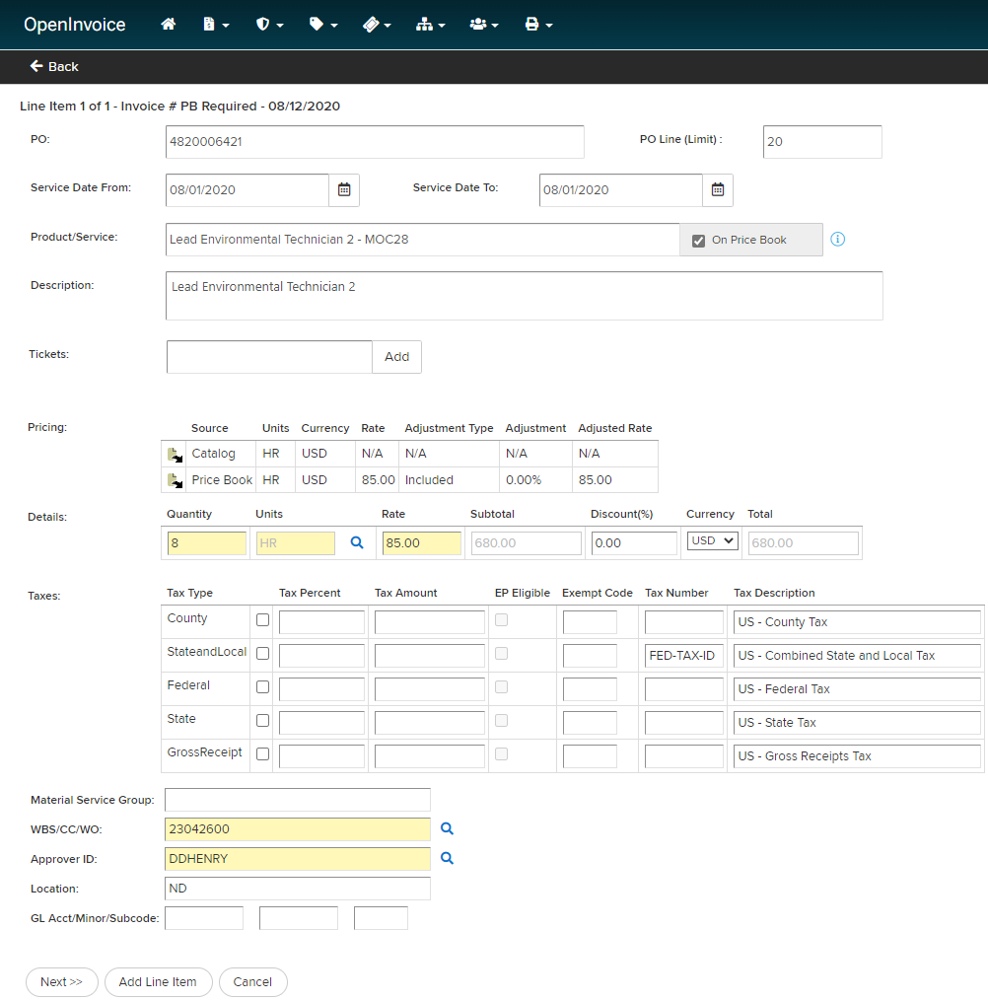 OpenInvoice
Back
Line Item 1 of 1 - Invoice # PB Required - 08/12/2020
PO: 4820006421 PO Line (Limit) : 20
Service Date From: 08/01/2020 Service Date To: 08/01/2020
Product/Service: Lead Environmental Technician 2 - MOC28 On Price Book
Description: Lead Environmental Technician 2
Tickets: Add
Pricing: Source Units Currency Rate Adjustment Type Adjustment Adjusted Rate
Catalog HR USD N/A N/A N/A N/A
Price Book HR USD 85.00 Included 0.00% 85.00
Details: Quantity Units Rate Subtotal Discount(%) Currency Total
8 HR 85.00 680.00 0.00 USD 680.00
Taxes: Tax Type Tax Percent Tax Amount EP Eligible Exempt Code Tax Number Tax Description
County US - County Tax
StateandLocal FED-TAX-ID US - Combined State and Local Tax
Federal US - Federal Tax
State US - State Tax
GrossReceipt US - Gross Receipts Tax
Material Service Group:
WBS/CC/WO: 23042600
Approver ID: DDHENRY
Location: ND
GL Acct/Minor/Subcode:
Next >> Add Line Item Cancel